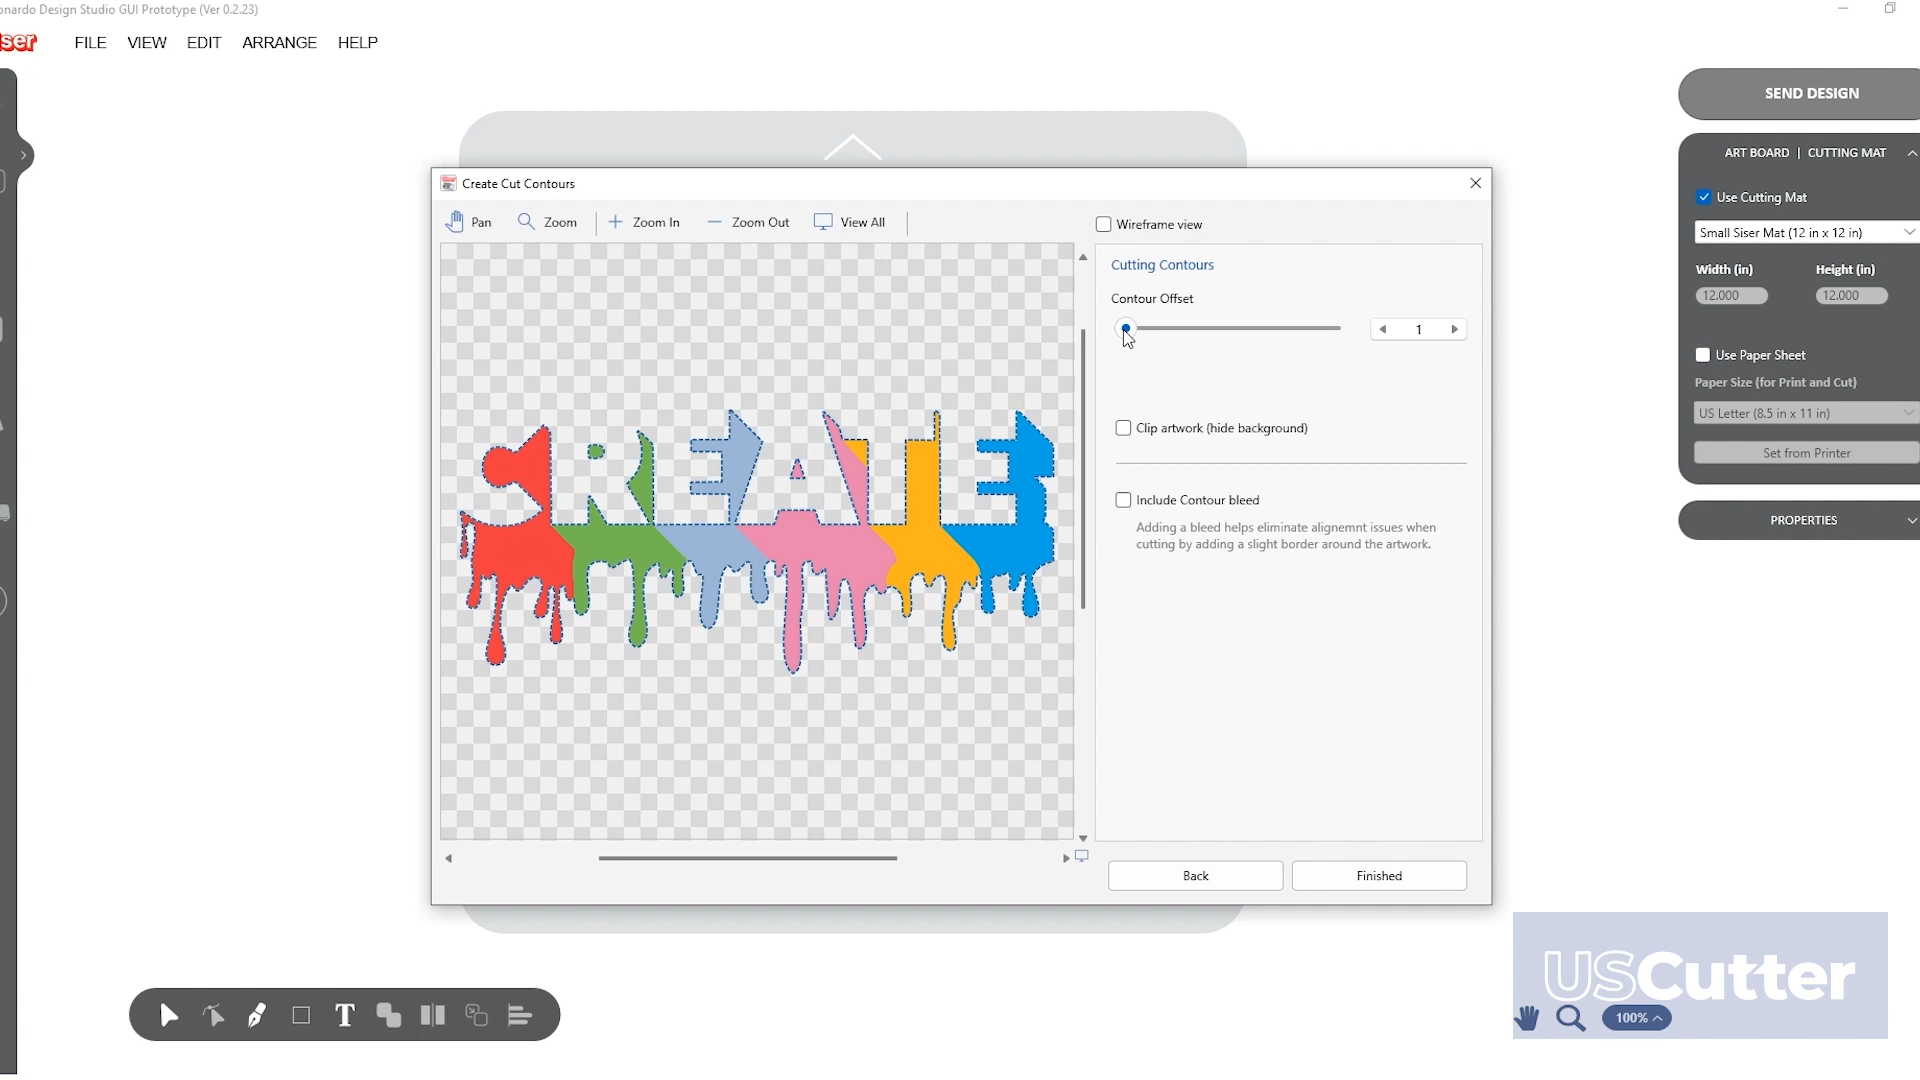 onardo Design Studio GUI Prototype (Ver 0.2.23)
ser
FILE VIEW EDIT ARRANGE HELP
SEND DESIGN
ART BOARD | CUTTING MAT
Use Cutting Mat
Small Siser Mat (12 in x 12 in)
Width (in) Height (in)
12.000 12.000
Use Paper Sheet
Paper Size (for Print and Cut)
US Letter (8.5 in x 11 in)
Set from Printer
PROPERTIES
Create Cut Contours
Pan Zoom Zoom In Zoom Out View All
Wireframe view
Cutting Contours
Contour Offset
1
Clip artwork (hide background)
Include Contour bleed
Adding a bleed helps eliminate alignemnt issues when
cutting by adding a slight border around the artwork.
CREATE
Back Finished
T
USCutter
100%